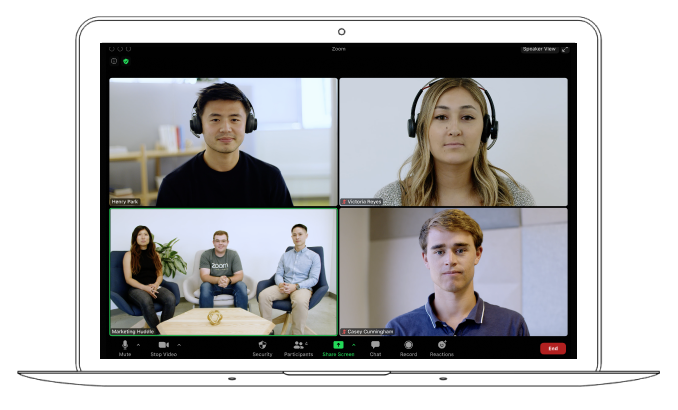 Zoom
Speaker View
Henry Park
Victoria Reyes
zoom
Marketing Huddle
Casey Cunningham
Mute
Stop Video
Security
Participants
Share Screen
Chat
Record
Reactions
End